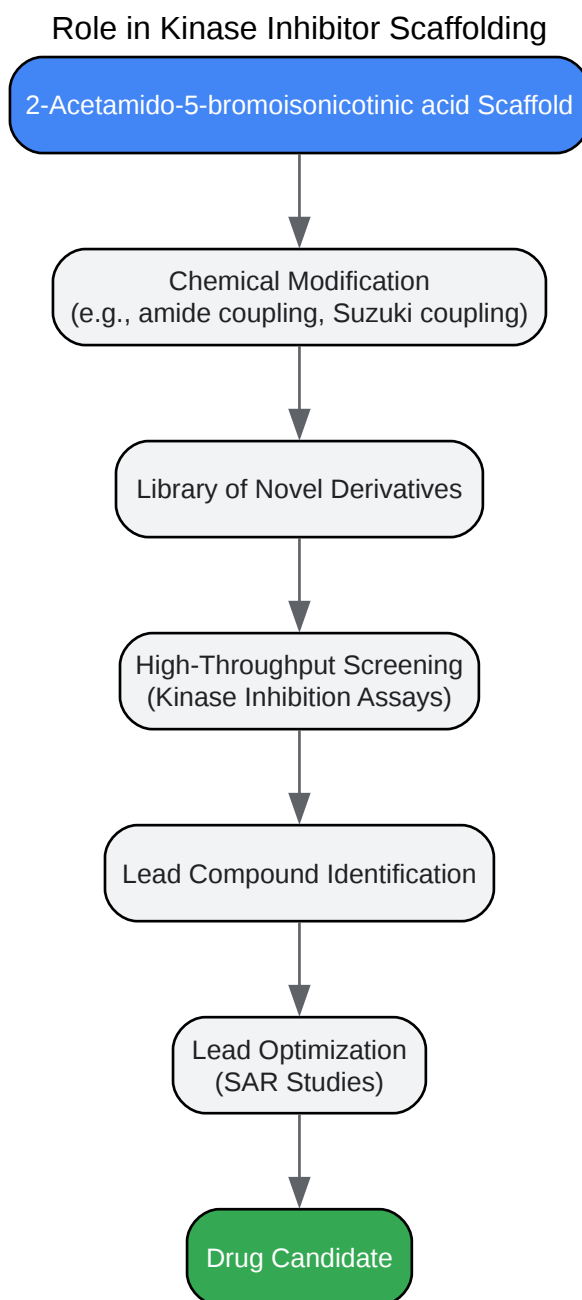 Role in Kinase Inhibitor Scaffolding
2-Acetamido-5-bromoisonicotinic acid Scaffold
Chemical Modification
(e.g., amide coupling, Suzuki coupling)
Library of Novel Derivatives
High-Throughput Screening
(Kinase Inhibition Assays)
Lead Compound Identification
Lead Optimization
(SAR Studies)
Drug Candidate